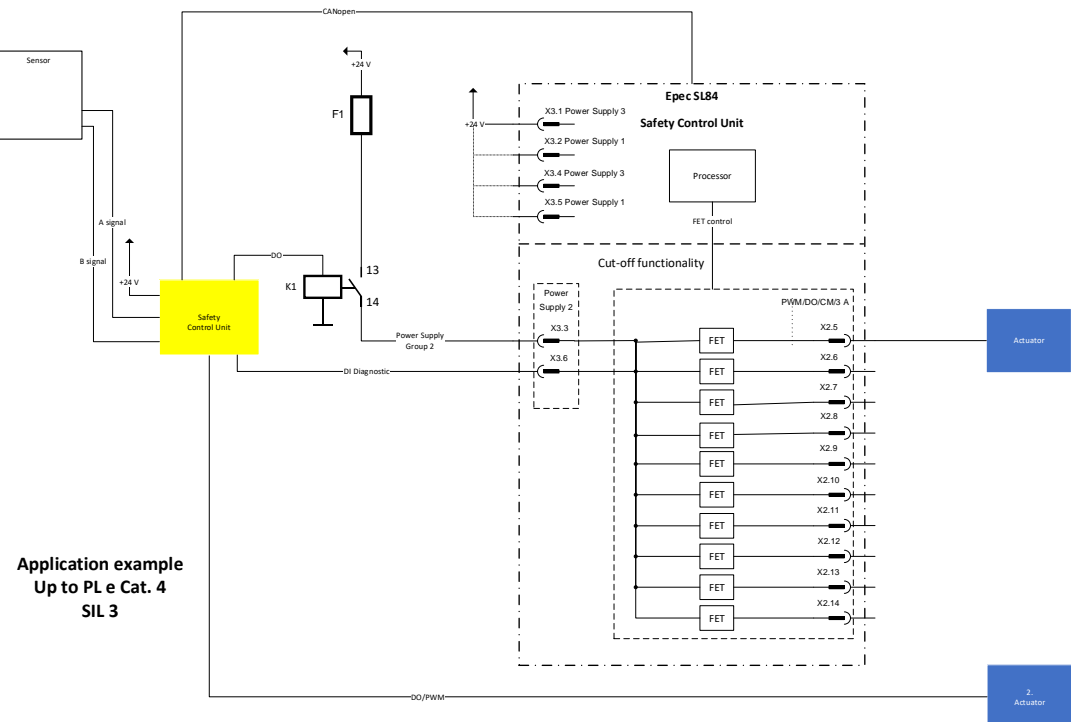 CANopen
Sensor
+24 V
F1
Epec SL84
Safety Control Unit
X3.1 Power Supply 3
+24 V
X3.2 Power Supply 1
X3.4 Power Supply 3
X3.5 Power Supply 1
Processor
FET control
A signal
B signal
+24 V
DO
K1
13
14
Safety
Control Unit
Power Supply
Group 2
DI Diagnostic
Cut-off functionality
Power
Supply 2
X3.3
X3.6
PWM/DO/CM/3 A
FET
X2.5
FET
X2.6
FET
X2.7
FET
X2.8
FET
X2.9
FET
X2.10
FET
X2.11
FET
X2.12
FET
X2.13
FET
X2.14
Actuator
Application example
Up to PL e Cat. 4
SIL 3
DO/PWM
2.
Actuator